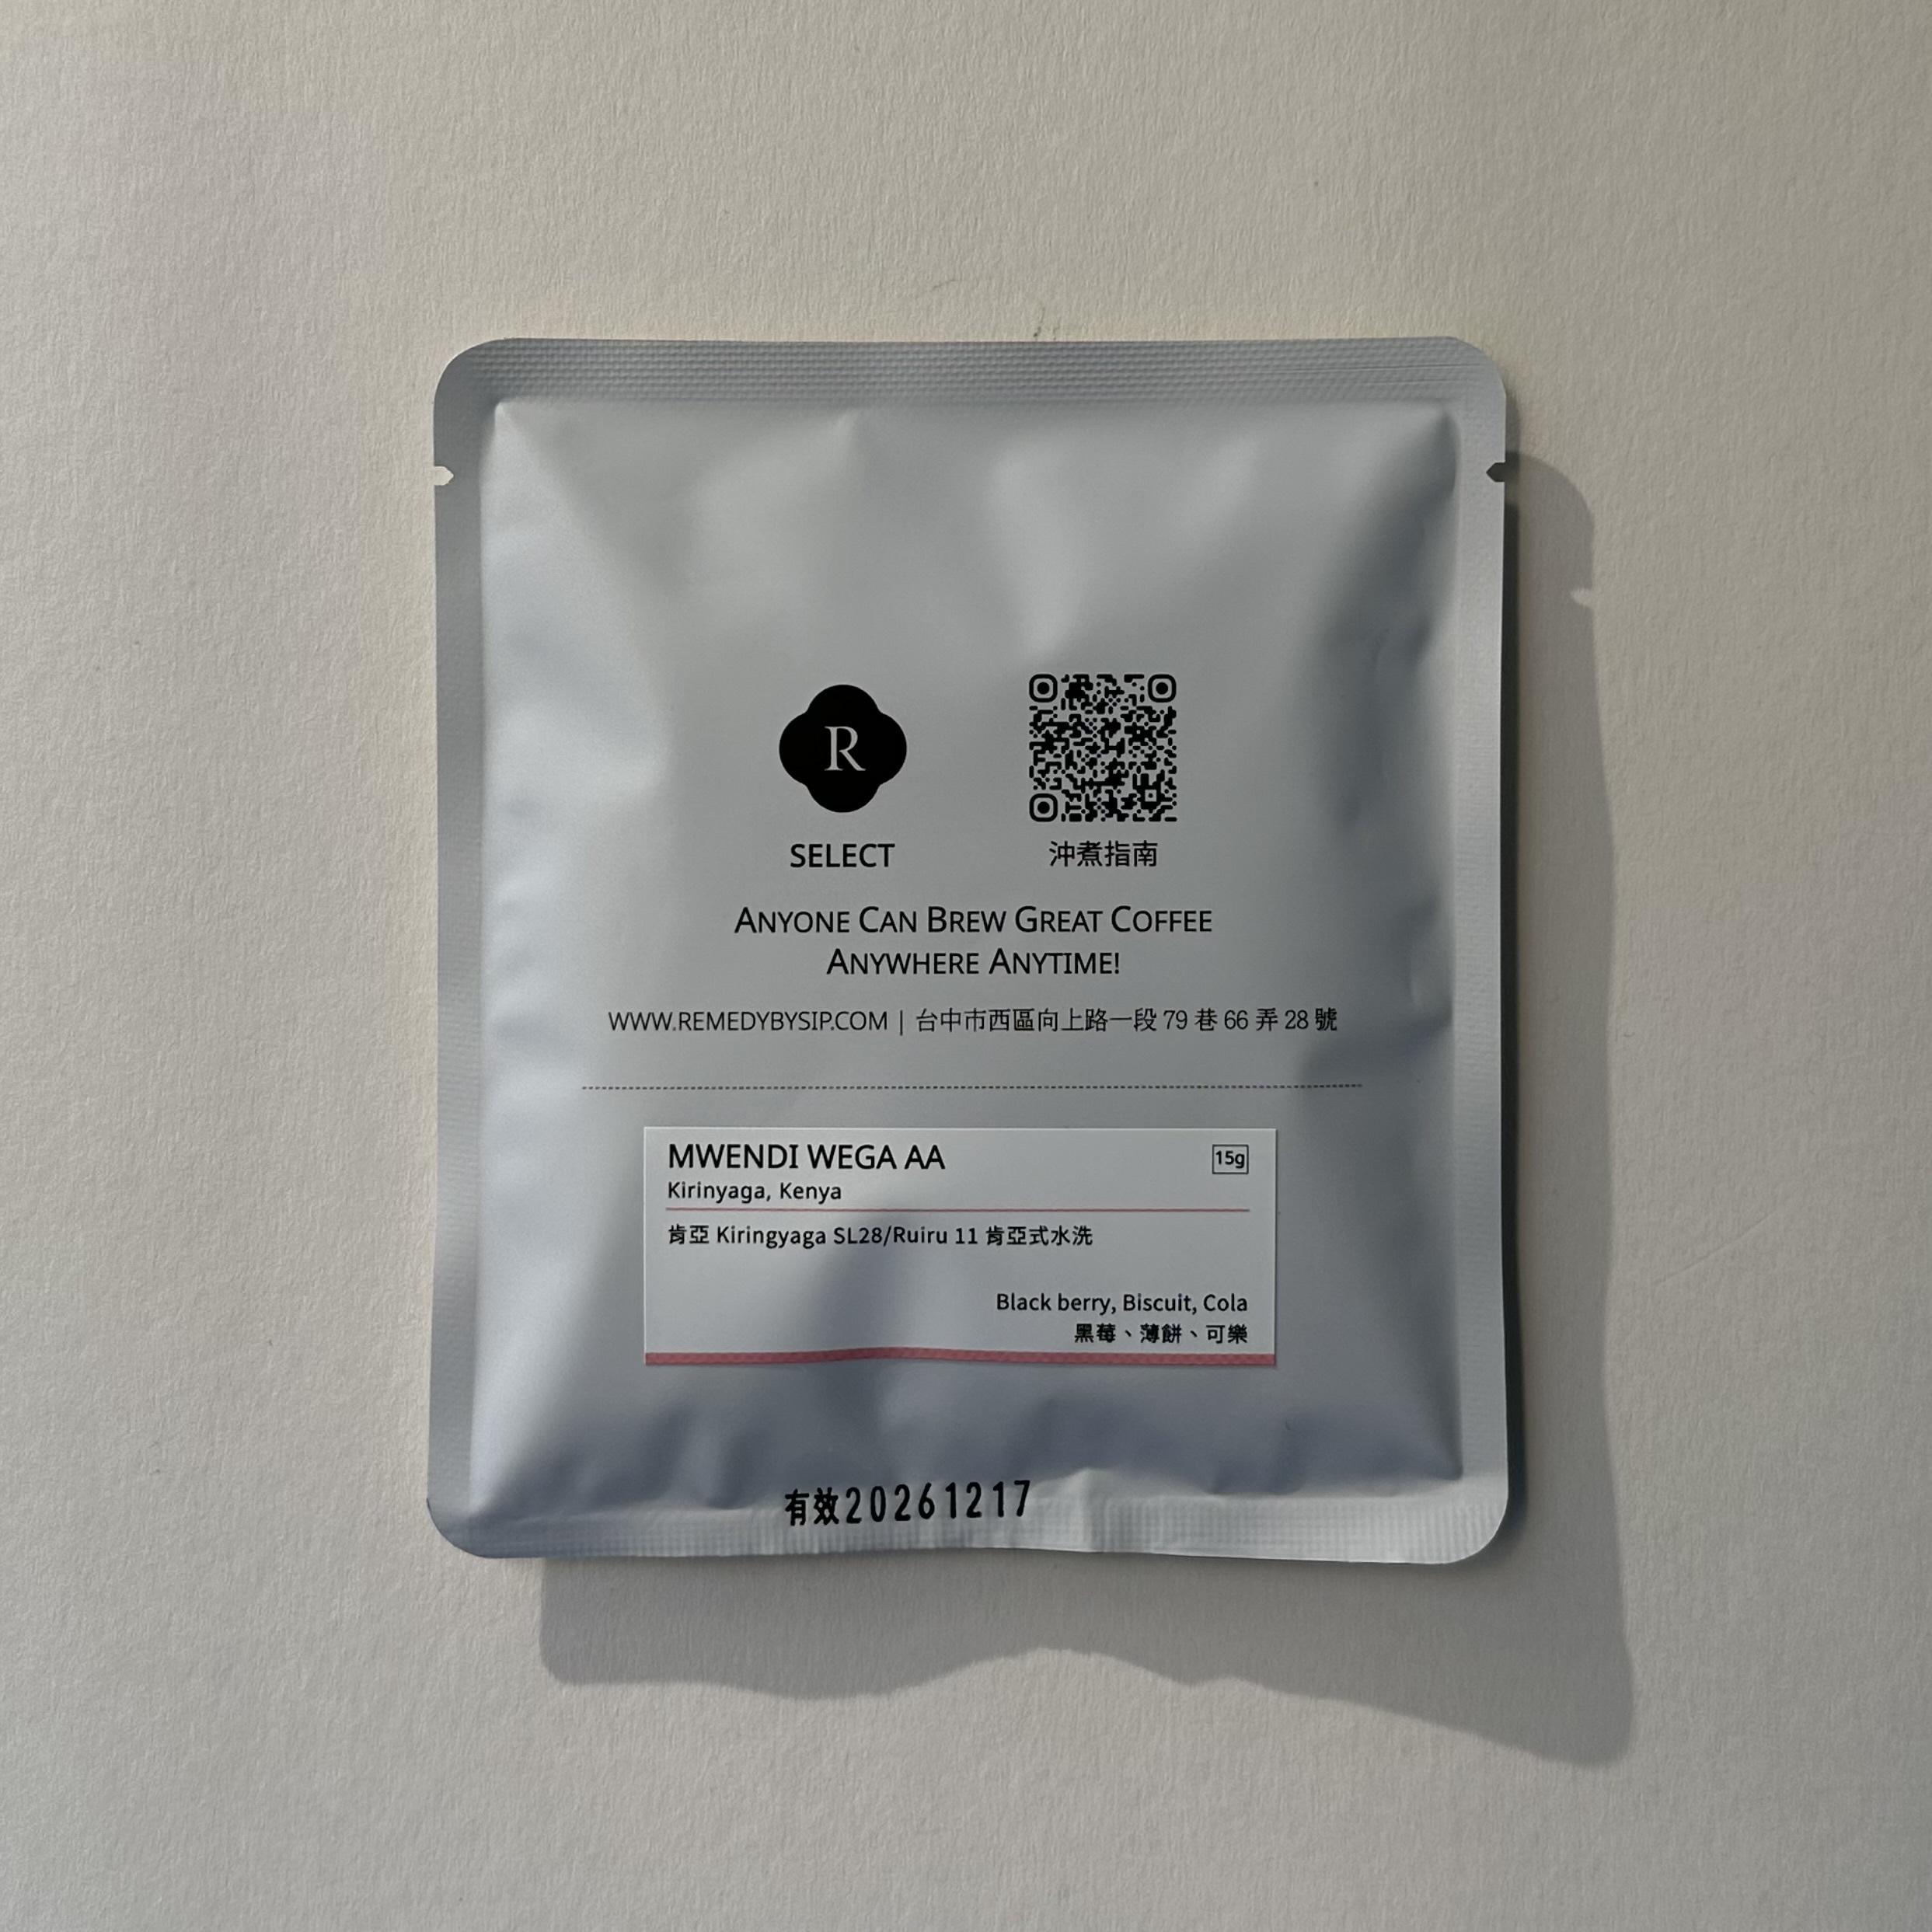 R
SELECT
沖煮指南
ANYONE CAN BREW GREAT COFFEE
ANYWHERE ANYTIME!
WWW.REMEDYBYSIP.COM | 台中市西區向上路一段 79 巷 66 弄 28 號
MWENDI WEGA AA
15g
Kirinyaga, Kenya
肯亞 Kiringyaga SL28/Ruiru 11 肯亞式水洗
Black berry, Biscuit, Cola
黑莓、薄餅、可樂
有效20261217